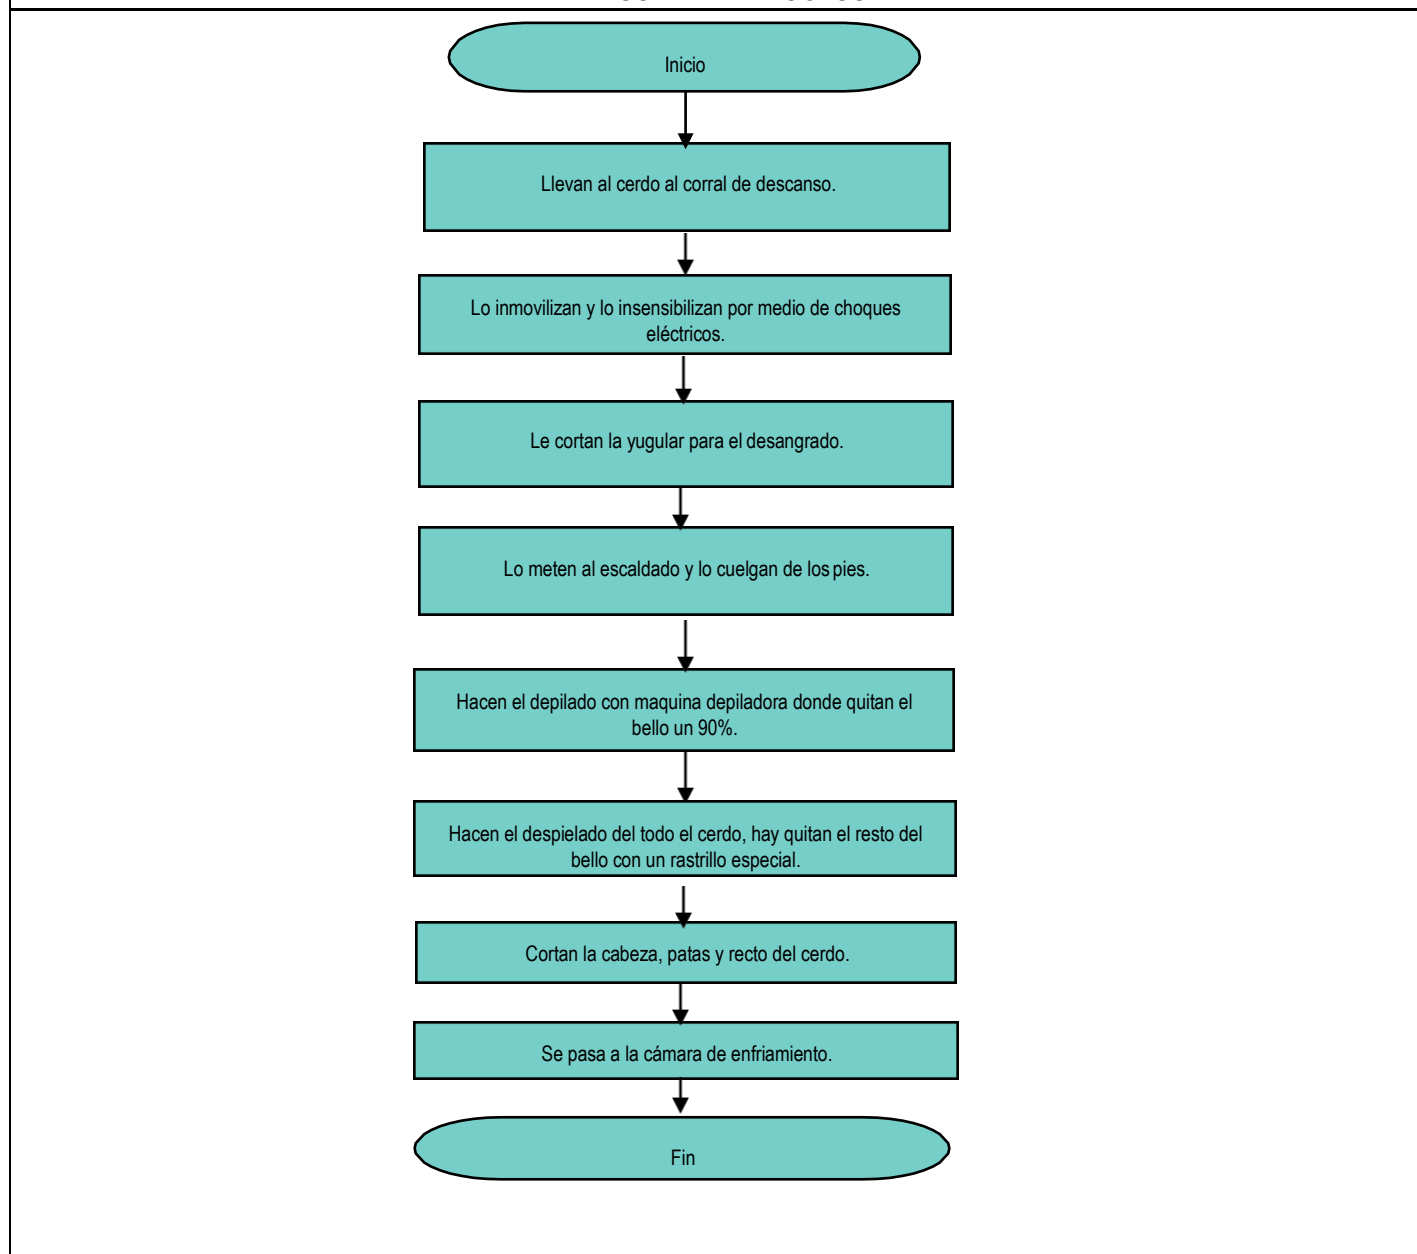 Inicio
Llevan al cerdo al corral de descanso.
Lo inmovilizan y lo insensibilizan por medio de choques
eléctricos.
Le cortan la yugular para el desangrado.
Lo meten al escaldado y lo cuelgan de los pies.
Hacen el depilado con maquina depiladora donde quitan el
bello un 90%.
Hacen el despielado del todo el cerdo, hay quitan el resto del
bello con un rastrillo especial.
Cortan la cabeza, patas y recto del cerdo.
Se pasa a la cámara de enfriamiento.
Fin